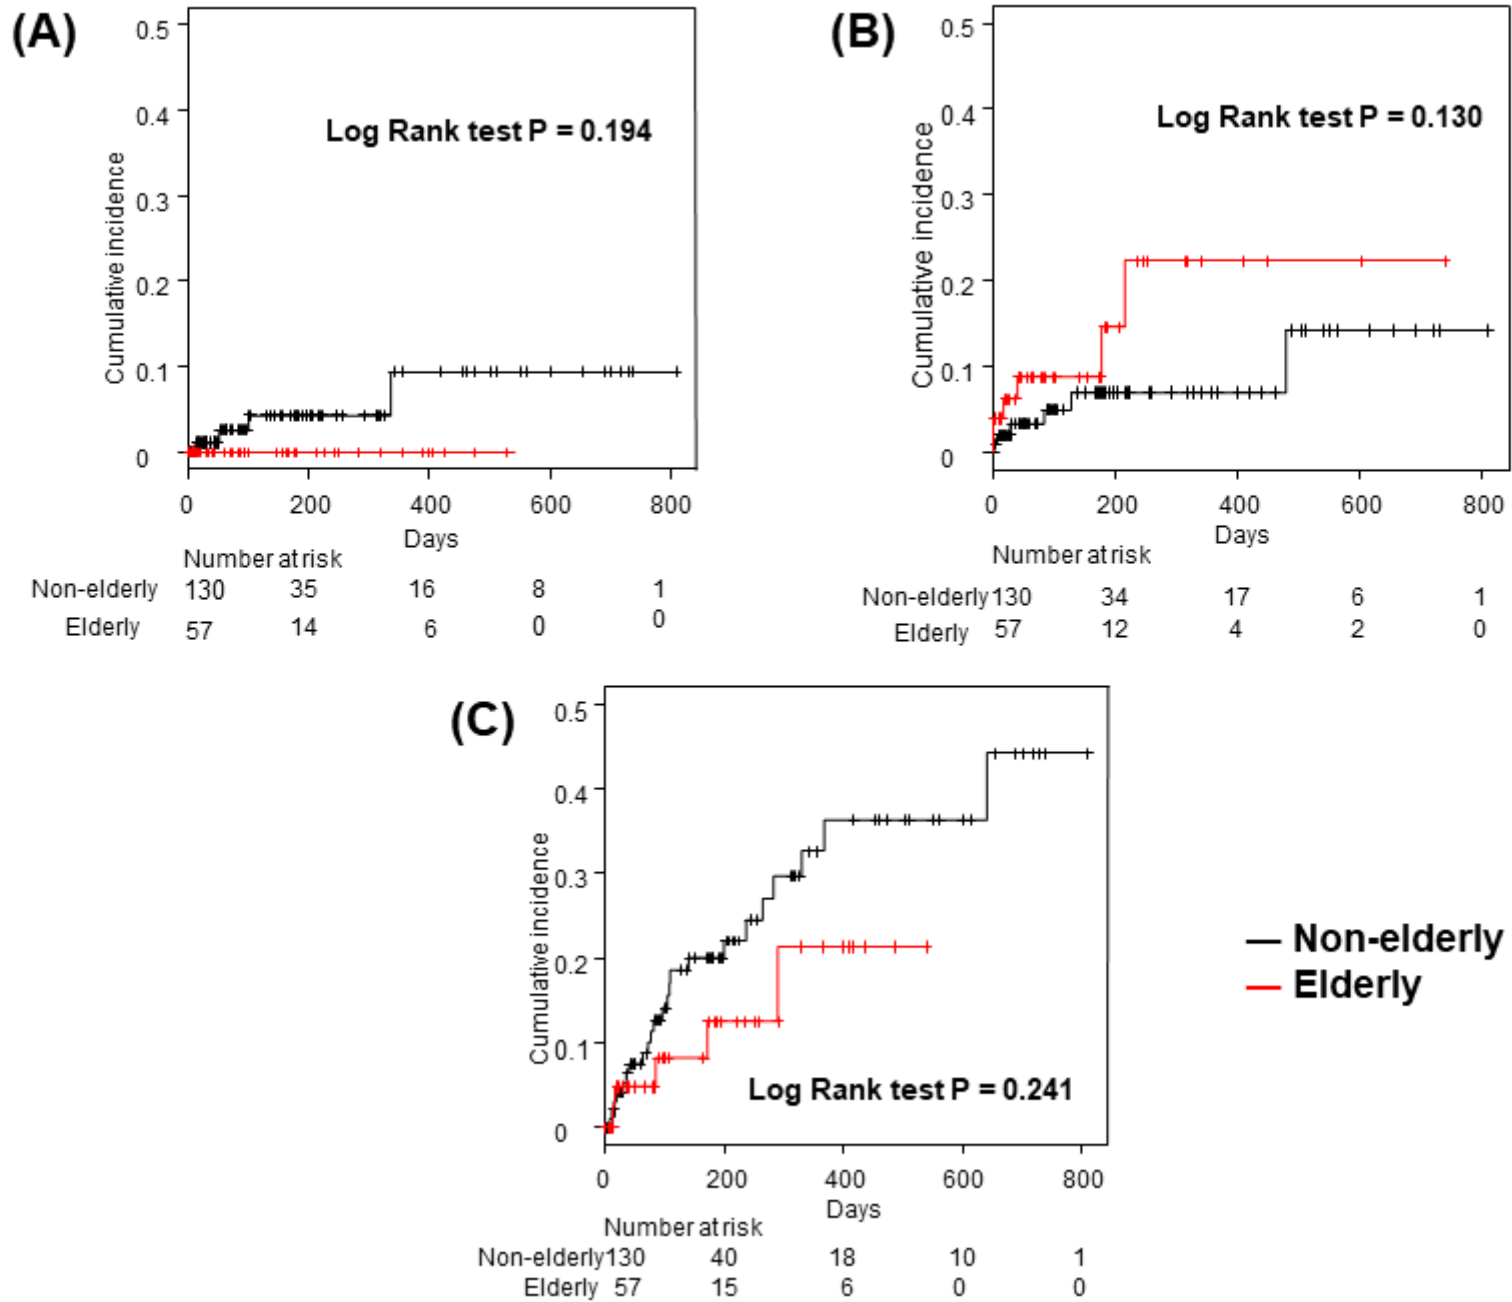 (A)
0.5
0.4
0.3
0.2
0.1
0
Cumulative incidence
Log Rank test P = 0.194
0 200 400 600 800
Days
Number at risk
Non-elderly 130 35 16 8 1
Elderly 57 14 6 0 0
(B)
0.5
0.4
0.3
0.2
0.1
0
Cumulative incidence
Log Rank test P = 0.130
0 200 400 600 800
Days
Number at risk
Non-elderly 130 34 17 6 1
Elderly 57 12 4 2 0
(C)
0.5
0.4
0.3
0.2
0.1
0
Cumulative incidence
Log Rank test P = 0.241
0 200 400 600 800
Days
Number at risk
Non-elderly 130 40 18 10 1
Elderly 57 15 6 0 0
Non-elderly
Elderly